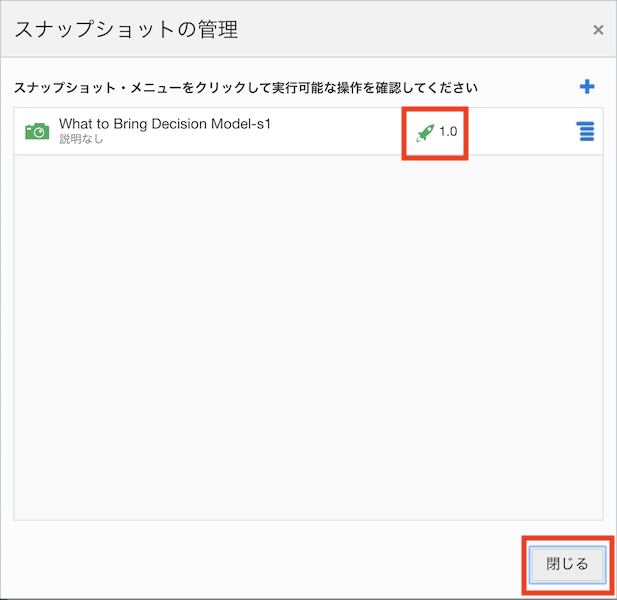 スナップショットの管理
スナップショット・メニューをクリックして実行可能な操作を確認してください
What to Bring Decision Model-s1
説明なし
1.0
閉じる